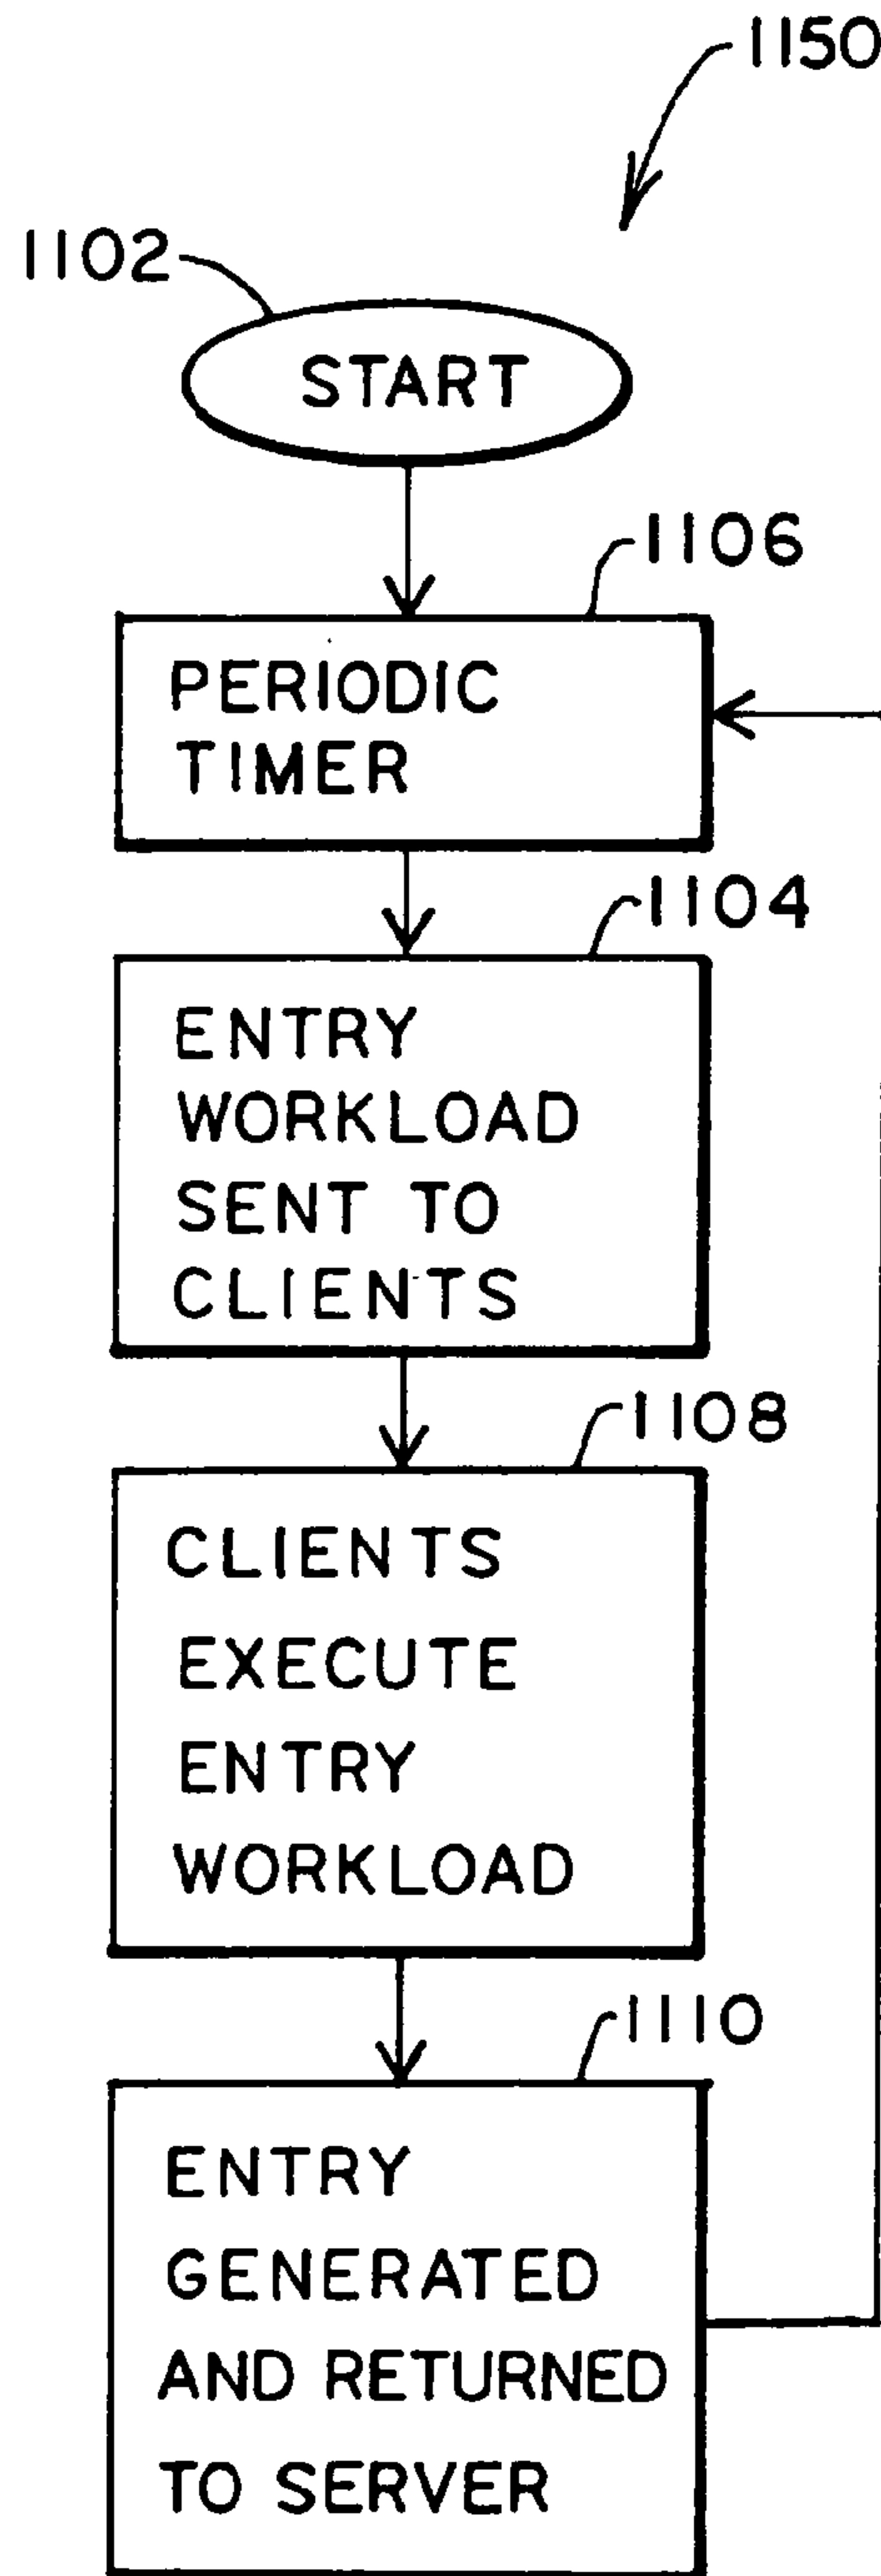 1150
1102
START
1106
PERIODIC
TIMER
1104
ENTRY
WORKLOAD
SENT TO
CLIENTS
1108
CLIENTS
EXECUTE
ENTRY
WORKLOAD
1110
ENTRY
GENERATED
AND RETURNED
TO SERVER